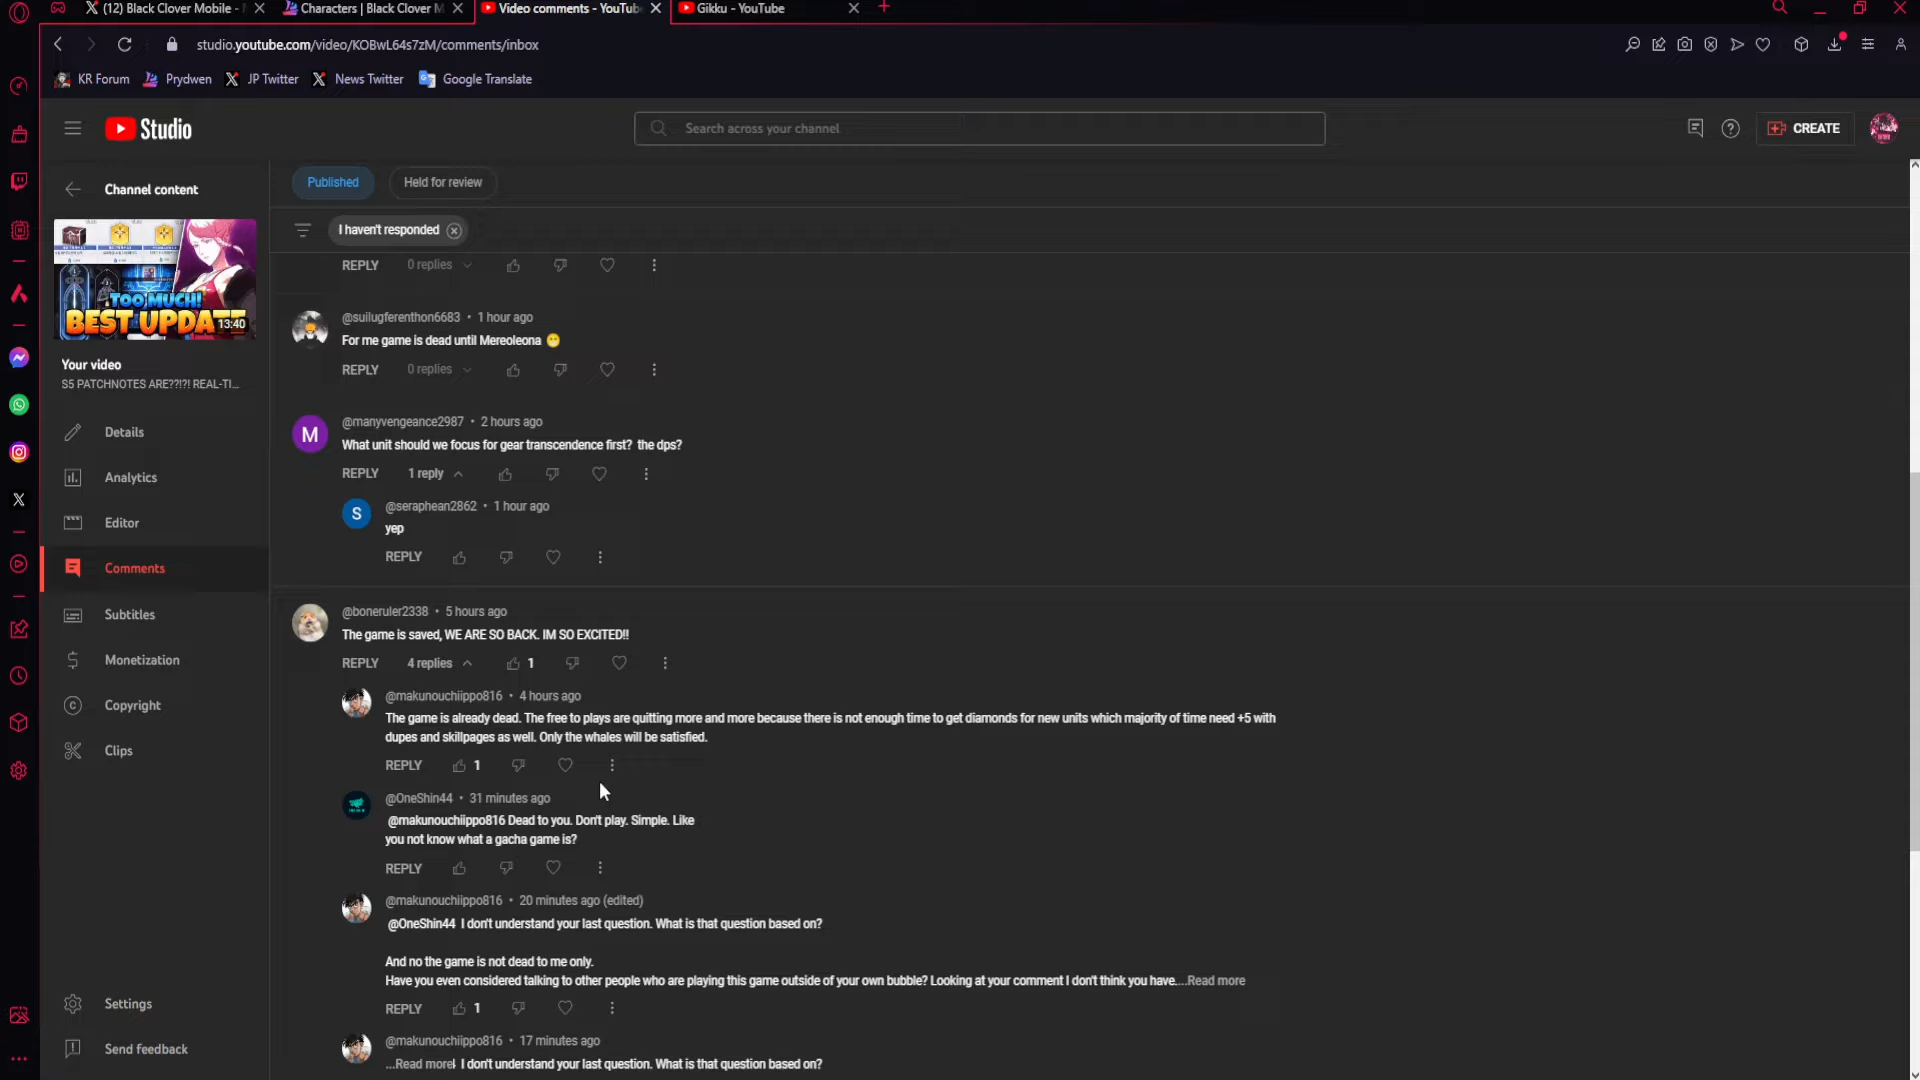 (12) Black Clover Mobile -
Characters | Black Clover M
Video comments - YouTub
Gikku - YouTube
studio.youtube.com/video/KOBwL64s7zM/comments/inbox
KR Forum
Prydwen
JP Twitter
News Twitter
Google Translate
Studio
Search across your channel
CREATE
Channel content
Published
Held for review
I haven't responded
TOO MUCH!
BEST UPDATE
13:40
Your video
S5 PATCHNOTES ARE??!?! REAL-TI...
Details
Analytics
Editor
Comments
Subtitles
Monetization
Copyright
Clips
Settings
Send feedback
REPLY 0 replies
@suilugferenthon6683 • 1 hour ago
For me game is dead until Mereoleona 😁
REPLY 0 replies
M
@manyvengeance2987 • 2 hours ago
What unit should we focus for gear transcendence first? the dps?
REPLY 1 reply
S
@seraphean2862 • 1 hour ago
yep
REPLY
@boneruler2338 • 5 hours ago
The game is saved, WE ARE SO BACK. IM SO EXCITED!!
REPLY 4 replies 1
@makunouchiippo816 • 4 hours ago
The game is already dead. The free to plays are quitting more and more because there is not enough time to get diamonds for new units which majority of time need +5 with
dupes and skillpages as well. Only the whales will be satisfied.
REPLY 1
@OneShin44 • 31 minutes ago
@makunouchiippo816 Dead to you. Don't play. Simple. Like
you not know what a gacha game is?
REPLY
@makunouchiippo816 • 20 minutes ago (edited)
@OneShin44 I don't understand your last question. What is that question based on?
And no the game is not dead to me only.
Have you even considered talking to other people who are playing this game outside of your own bubble? Looking at your comment I don't think you have....Read more
REPLY 1
@makunouchiippo816 • 17 minutes ago
...Read more I don't understand your last question. What is that question based on?